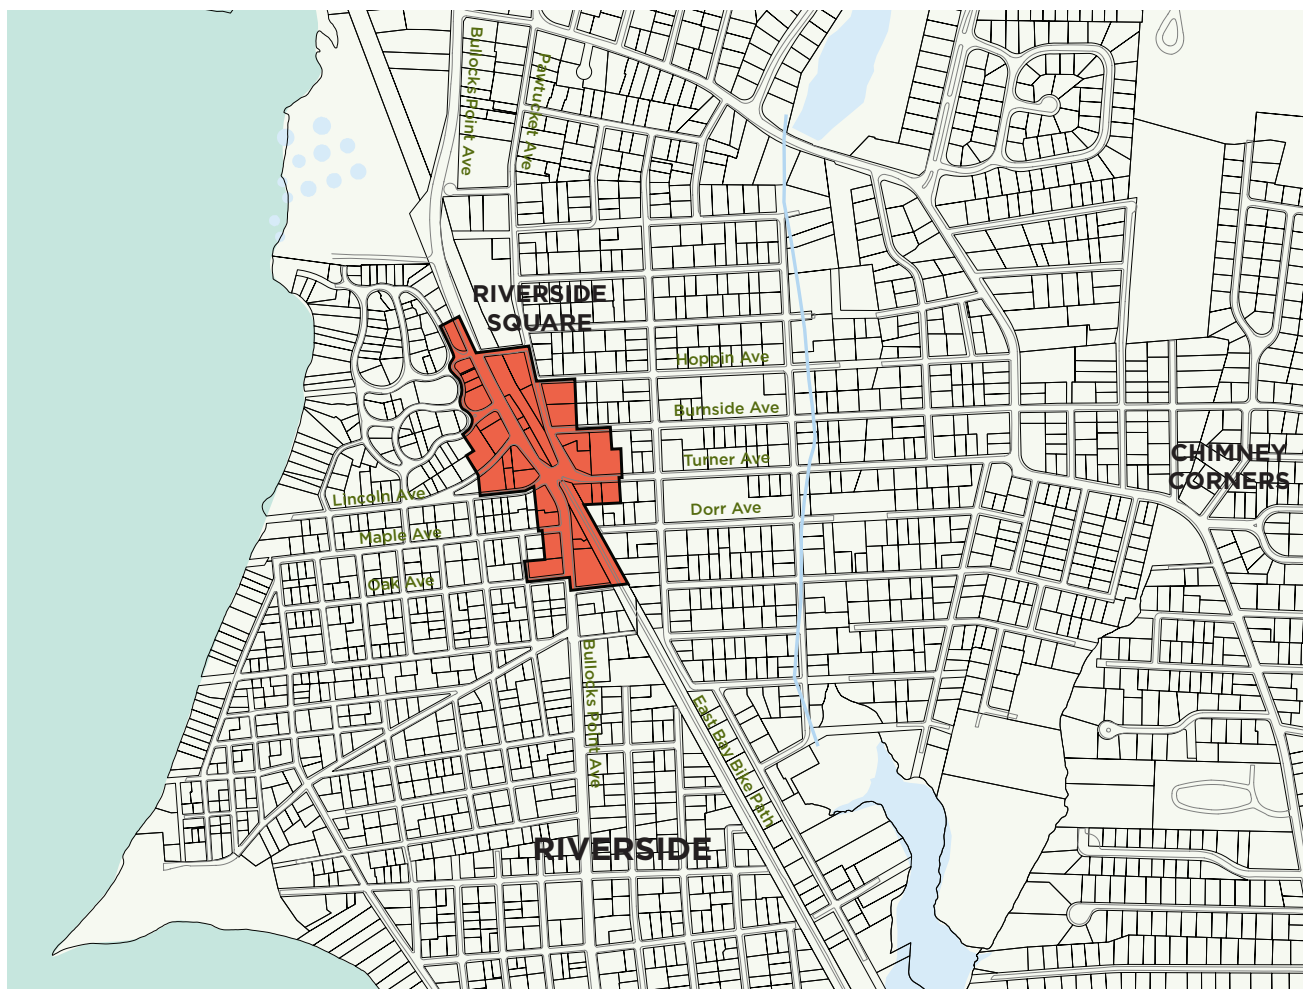 Bullocks Point Ave
Pawtucket Ave
RIVERSIDE
SQUARE
Hoppin Ave
Burnside Ave
Turner Ave
CHIMNEY
CORNERS
Lincoln Ave
Dorr Ave
Maple Ave
Oak Ave
Bullocks Point Ave
East Bay Bike Path
RIVERSIDE